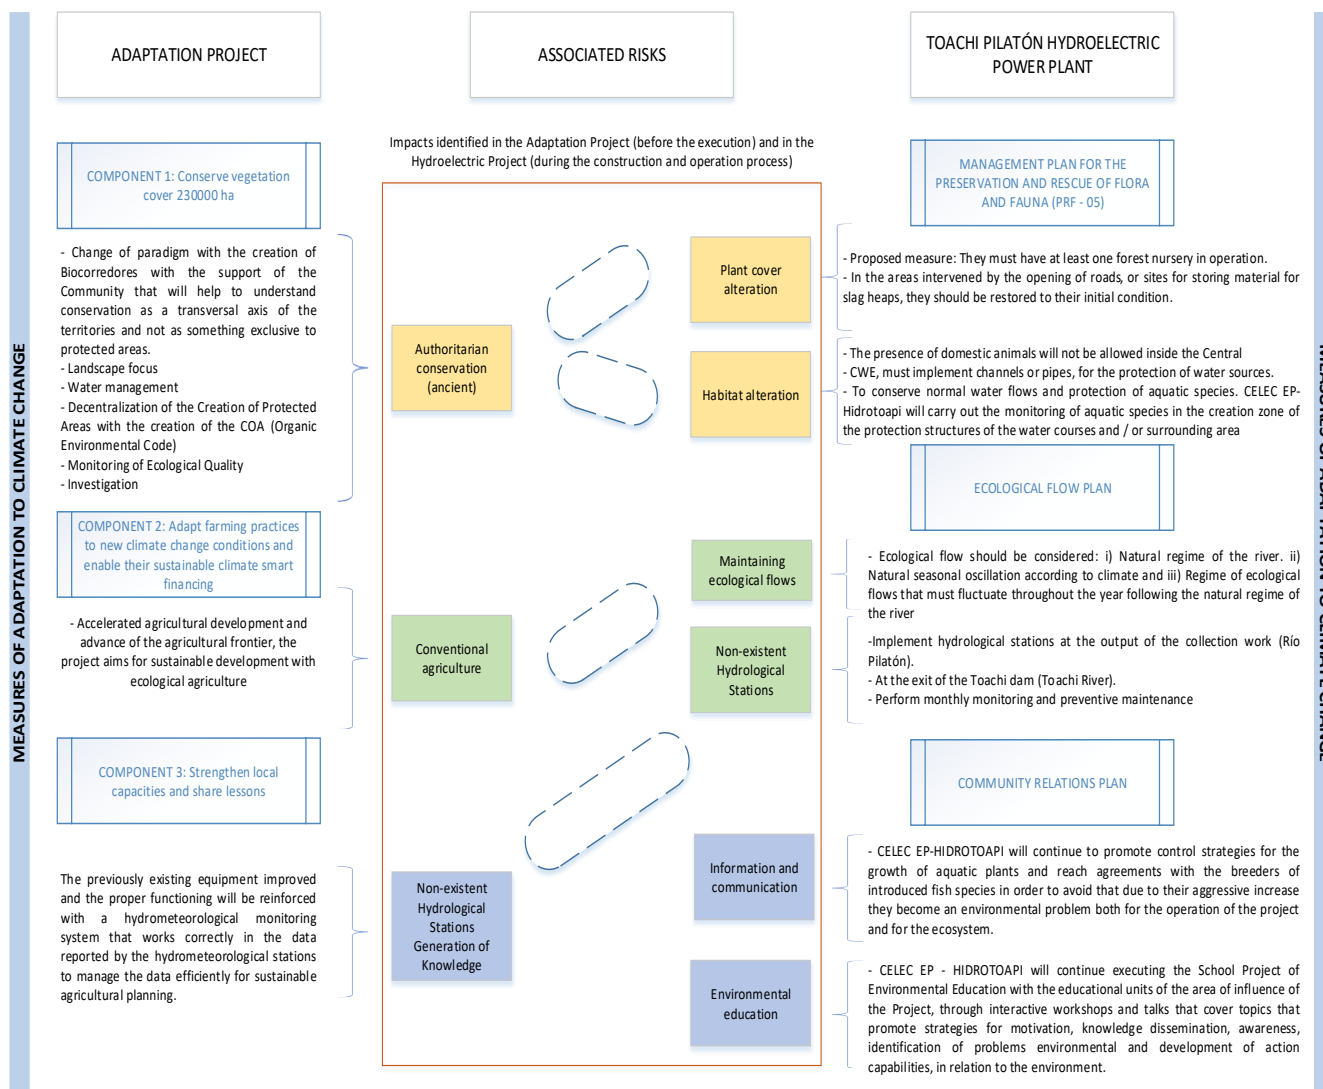 ADAPTATION PROJECT
ASSOCIATED RISKS
TOACHI PILATÓN HYDROELECTRIC
POWER PLANT
MEASURES OF ADAPTATION TO CLIMATE CHANGE
COMPONENT 1: Conserve vegetation
cover 230000 ha
- Change of paradigm with the creation of
Biocorredores with the support of the
Community that will help to understand
conservation as a transversal axis of the
territories and not as something exclusive to
protected areas.
- Landscape focus
- Water management
- Decentralization of the Creation of Protected
Areas with the creation of the COA (Organic
Environmental Code)
- Monitoring of Ecological Quality
- Investigation
COMPONENT 2: Adapt farming practices
to new climate change conditions and
enable their sustainable climate smart
financing
- Accelerated agricultural development and
advance of the agricultural frontier, the
project aims for sustainable development with
ecological agriculture
COMPONENT 3: Strengthen local
capacities and share lessons
The previously existing equipment improved
and the proper functioning will be reinforced
with a hydrometeorological monitoring
system that works correctly in the data
reported by the hydrometeorological stations
to manage the data efficiently for sustainable
agricultural planning.
Impacts identified in the Adaptation Project (before the execution) and in the
Hydroelectric Project (during the construction and operation process)
Authoritarian
conservation
(ancient)
Conventional
agriculture
Non-existent
Hydrological
Stations
Generation of
Knowledge
Plant cover
alteration
Habitat alteration
Maintaining
ecological flows
Non-existent
Hydrological
Stations
Information and
communication
Environmental
education
MANAGEMENT PLAN FOR THE
PRESERVATION AND RESCUE OF FLORA
AND FAUNA (PRF - 05)
- Proposed measure: They must have at least one forest nursery in operation.
- In the areas intervened by the opening of roads, or sites for storing material for
slag heaps, they should be restored to their initial condition.
- The presence of domestic animals will not be allowed inside the Central
- CWE, must implement channels or pipes, for the protection of water sources.
- To conserve normal water flows and protection of aquatic species. CELEC EP-
Hidrotoapi will carry out the monitoring of aquatic species in the creation zone of
the protection structures of the water courses and / or surrounding area
ECOLOGICAL FLOW PLAN
- Ecological flow should be considered: i) Natural regime of the river. ii)
Natural seasonal oscillation according to climate and iii) Regime of ecological
flows that must fluctuate throughout the year following the natural regime of
the river
-Implement hydrological stations at the output of the collection work (Río
Pilatón).
- At the exit of the Toachi dam (Toachi River).
- Perform monthly monitoring and preventive maintenance
COMMUNITY RELATIONS PLAN
- CELEC EP-HIDROTOAPI will continue to promote control strategies for the
growth of aquatic plants and reach agreements with the breeders of
introduced fish species in order to avoid that due to their aggressive increase
they become an environmental problem both for the operation of the project
and for the ecosystem.
- CELEC EP - HIDROTOAPI will continue executing the School Project of
Environmental Education with the educational units of the area of influence of
the Project, through interactive workshops and talks that cover topics that
promote strategies for motivation, knowledge dissemination, awareness,
identification of problems environmental and development of action
capabilities, in relation to the environment.
MEASURES OF ADAPTATION TO CLIMATE CHANGE